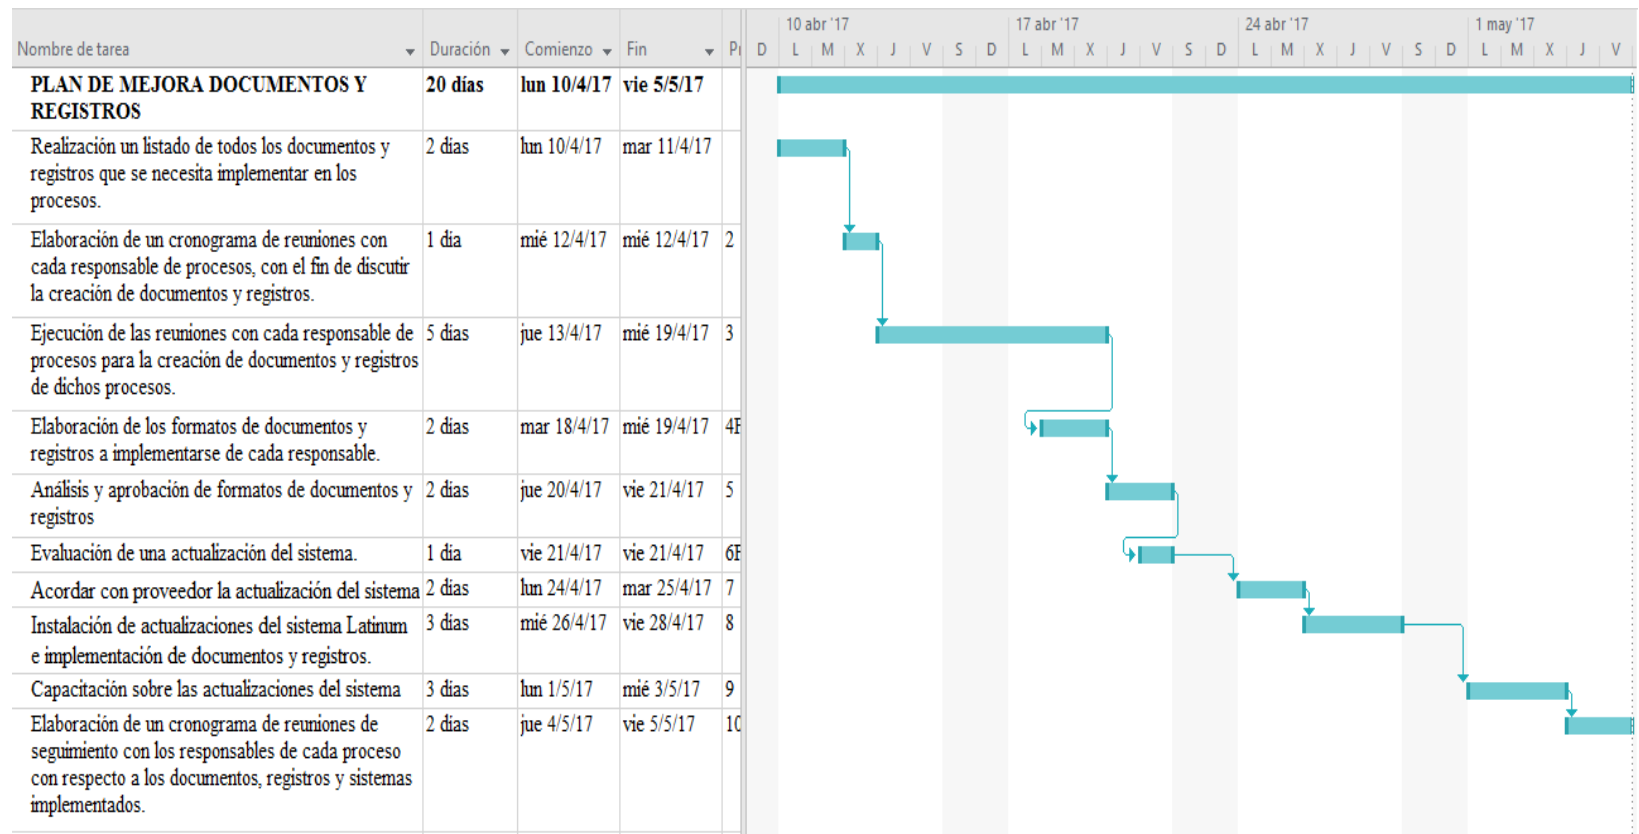 10 abr '17 17 abr '17 24 abr '17 1 may '17
Nombre de tarea Duración Comienzo Fin D L M X J V S D L M X J V S D L M X J V S D L M X J V
PLAN DE MEJORA DOCUMENTOS Y 20 días lun 10/4/17 vie 5/5/17
REGISTROS
Realización un listado de todos los documentos y 2 días lun 10/4/17 mar 11/4/17
registros que se necesita implementar en los
procesos.
Elaboración de un cronograma de reuniones con 1 día mié 12/4/17 mié 12/4/17 2
cada responsable de procesos, con el fin de discutir
la creación de documentos y registros.
Ejecución de las reuniones con cada responsable de 5 días jue 13/4/17 mié 19/4/17 3
procesos para la creación de documentos y registros
de dichos procesos.
Elaboración de los formatos de documentos y 2 días mar 18/4/17 mié 19/4/17 4F
registros a implementarse de cada responsable.
Análisis y aprobación de formatos de documentos y 2 días jue 20/4/17 vie 21/4/17 5
registros
Evaluación de una actualización del sistema. 1 día vie 21/4/17 vie 21/4/17 6F
Acordar con proveedor la actualización del sistema 2 días lun 24/4/17 mar 25/4/17 7
Instalación de actualizaciones del sistema Latinum 3 días mié 26/4/17 vie 28/4/17 8
e implementación de documentos y registros.
Capacitación sobre las actualizaciones del sistema 3 días lun 1/5/17 mié 3/5/17 9
Elaboración de un cronograma de reuniones de 2 días jue 4/5/17 vie 5/5/17 10
seguimiento con los responsables de cada proceso
con respecto a los documentos, registros y sistemas
implementados.